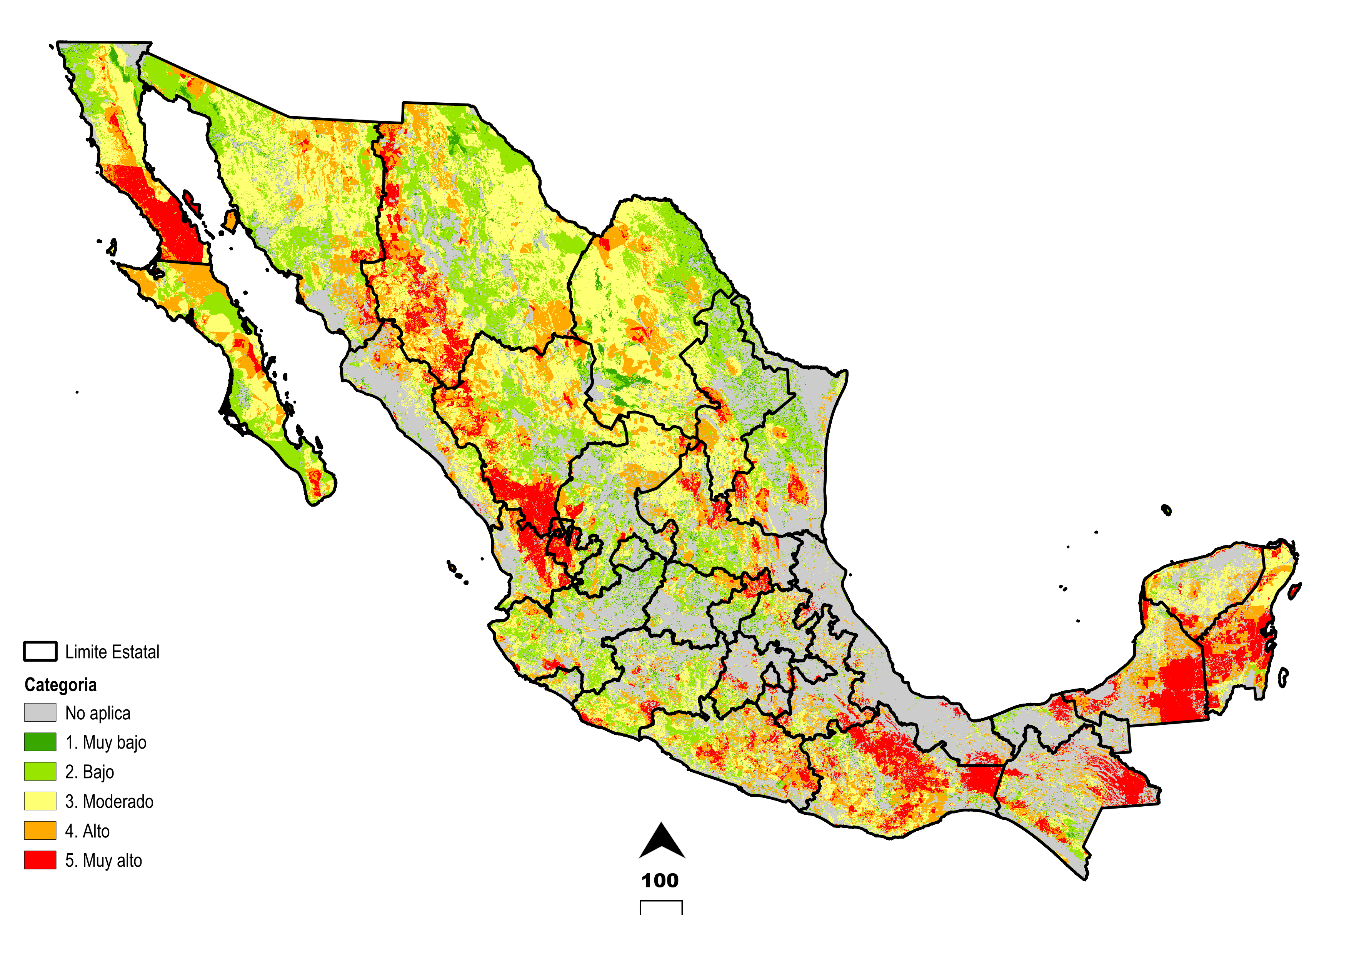 Limite Estatal
Categoria
No aplica
1. Muy bajo
2. Bajo
3. Moderado
4. Alto
5. Muy alto
100